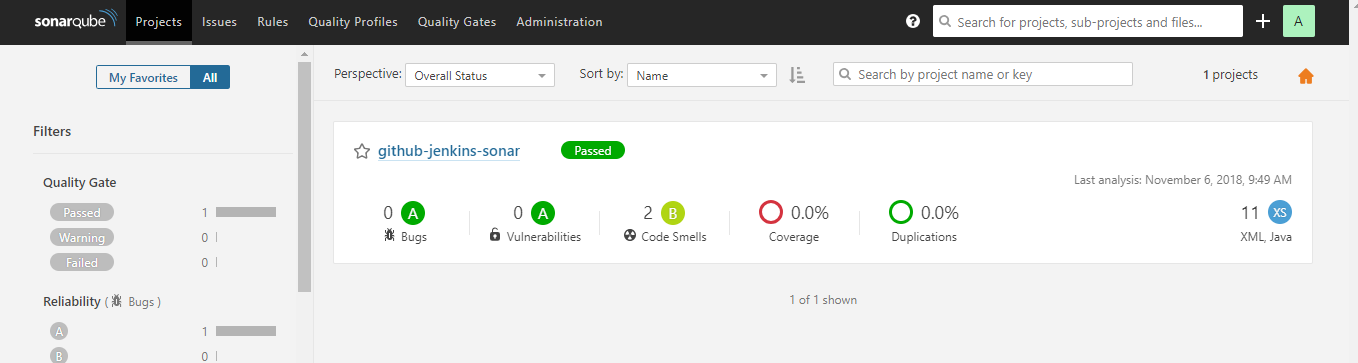 sonarqube Projects Issues Rules Quality Profiles Quality Gates Administration ? Search for projects, sub-projects and files... + A
My Favorites All
Perspective: Overall Status Sort by: Name Search by project name or key 1 projects
Filters
Quality Gate
Passed 1
Warning 0
Failed 0
Reliability ( Bugs )
A 1
B 0
github-jenkins-sonar Passed
Last analysis: November 6, 2018, 9:49 AM
0 A 0 A 2 B 0.0% 0.0% 11 XS
Bugs Vulnerabilities Code Smells Coverage Duplications XML, Java
1 of 1 shown